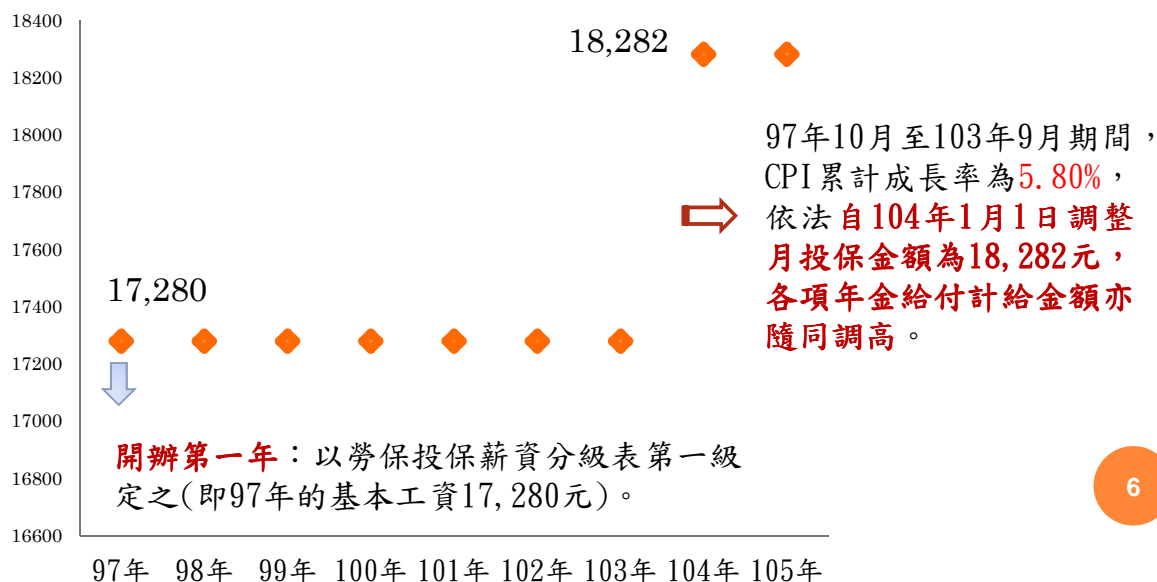 18400
18200
18000
17800
17600
17400
17200
17000
16800
16600
18,282
17,280
97年10月至103年9月期間，
CPI累計成長率為5.80%，
依法自104年1月1日調整
月投保金額為18,282元，
各項年金給付計給金額亦
隨同調高。
開辦第一年：以勞保投保薪資分級表第一級
定之(即97年的基本工資17,280元)。
6
97年 98年 99年 100年 101年 102年 103年 104年 105年